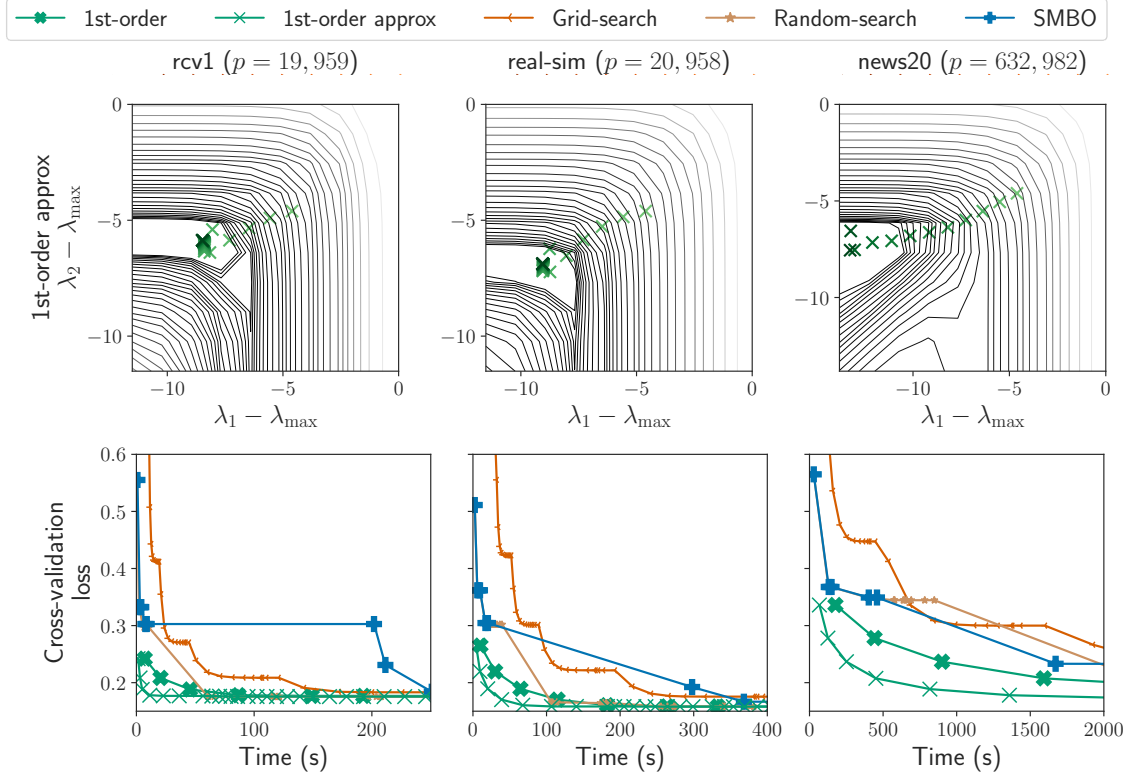 1st-order 1st-order approx Grid-search Random-search SMBO
rcv1 (p = 19, 959) real-sim (p = 20, 958) news20 (p = 632, 982)
1st-order approx
λ₂ − λmax
0 −5 −10
−10 −5 0
λ₁ − λmax
0 −5 −10
−10 −5 0
λ₁ − λmax
0 −5 −10
−10 −5 0
λ₁ − λmax
Cross-validation
loss
0.6
0.5
0.4
0.3
0.2
0 100 200
Time (s)
0 100 200 300 400
Time (s)
0 500 1000 1500 2000
Time (s)